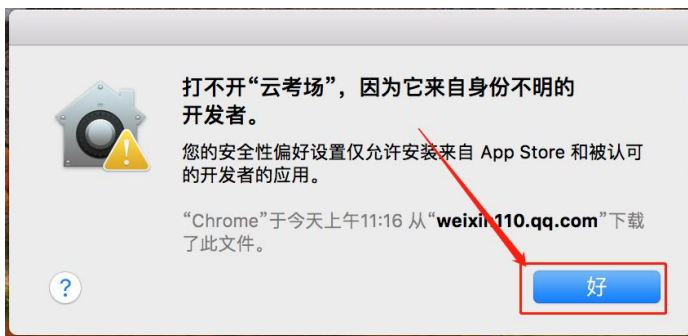 打不开“云考场”，因为它来自身份不明的
开发者。
您的安全性偏好设置仅允许安装来自 App Store 和被认可
的开发者的应用。
“Chrome”于今天上午11:16 从“weixin110.qq.com”下载
了此文件。
?
好